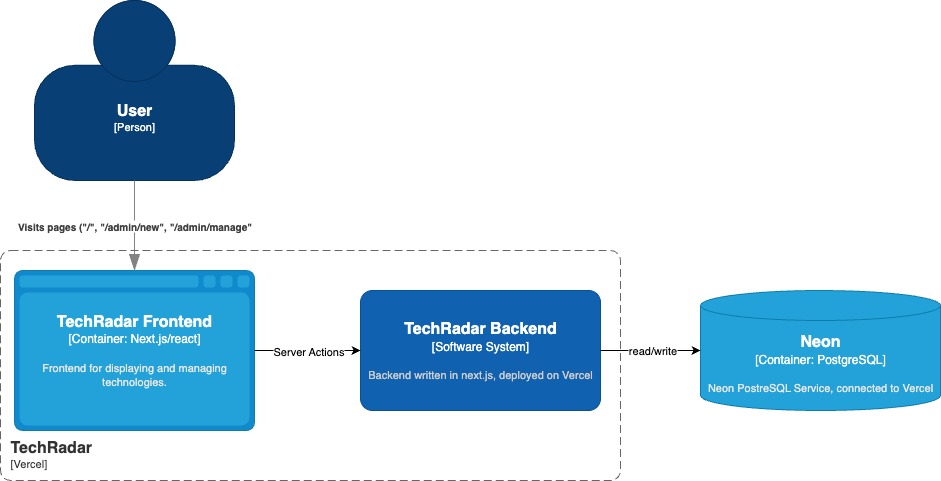 User
[Person]
Visits pages ("/", "/admin/new", "/admin/manage"
TechRadar Frontend
[Container: Next.js/react]
Frontend for displaying and managing
technologies.
Server Actions
TechRadar Backend
[Software System]
Backend written in next.js, deployed on Vercel
read/write
Neon
[Container: PostgreSQL]
Neon PostreSQL Service, connected to Vercel
TechRadar
[Vercel]